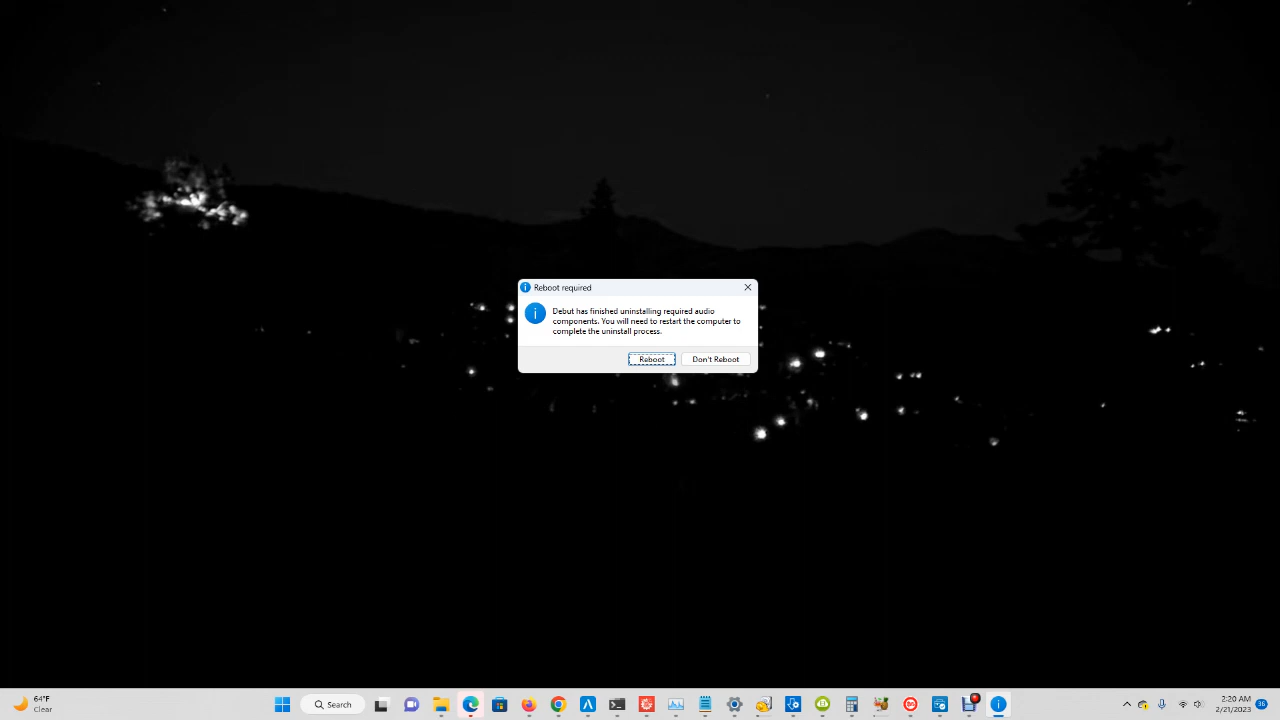 Reboot required
Debut has finished uninstalling required audio
components. You will need to restart the computer to
complete the uninstall process.
Reboot
Don't Reboot
64°F
Clear
Search
2:20 AM
2/21/2023